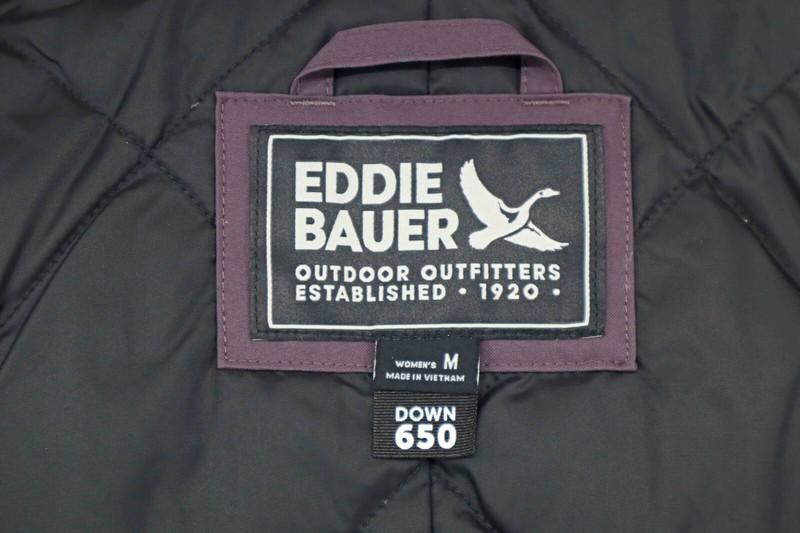 EDDIE
BAUER
OUTDOOR OUTFITTERS
ESTABLISHED • 1920 •
WOMEN'S M
MADE IN VIETNAM
DOWN
650